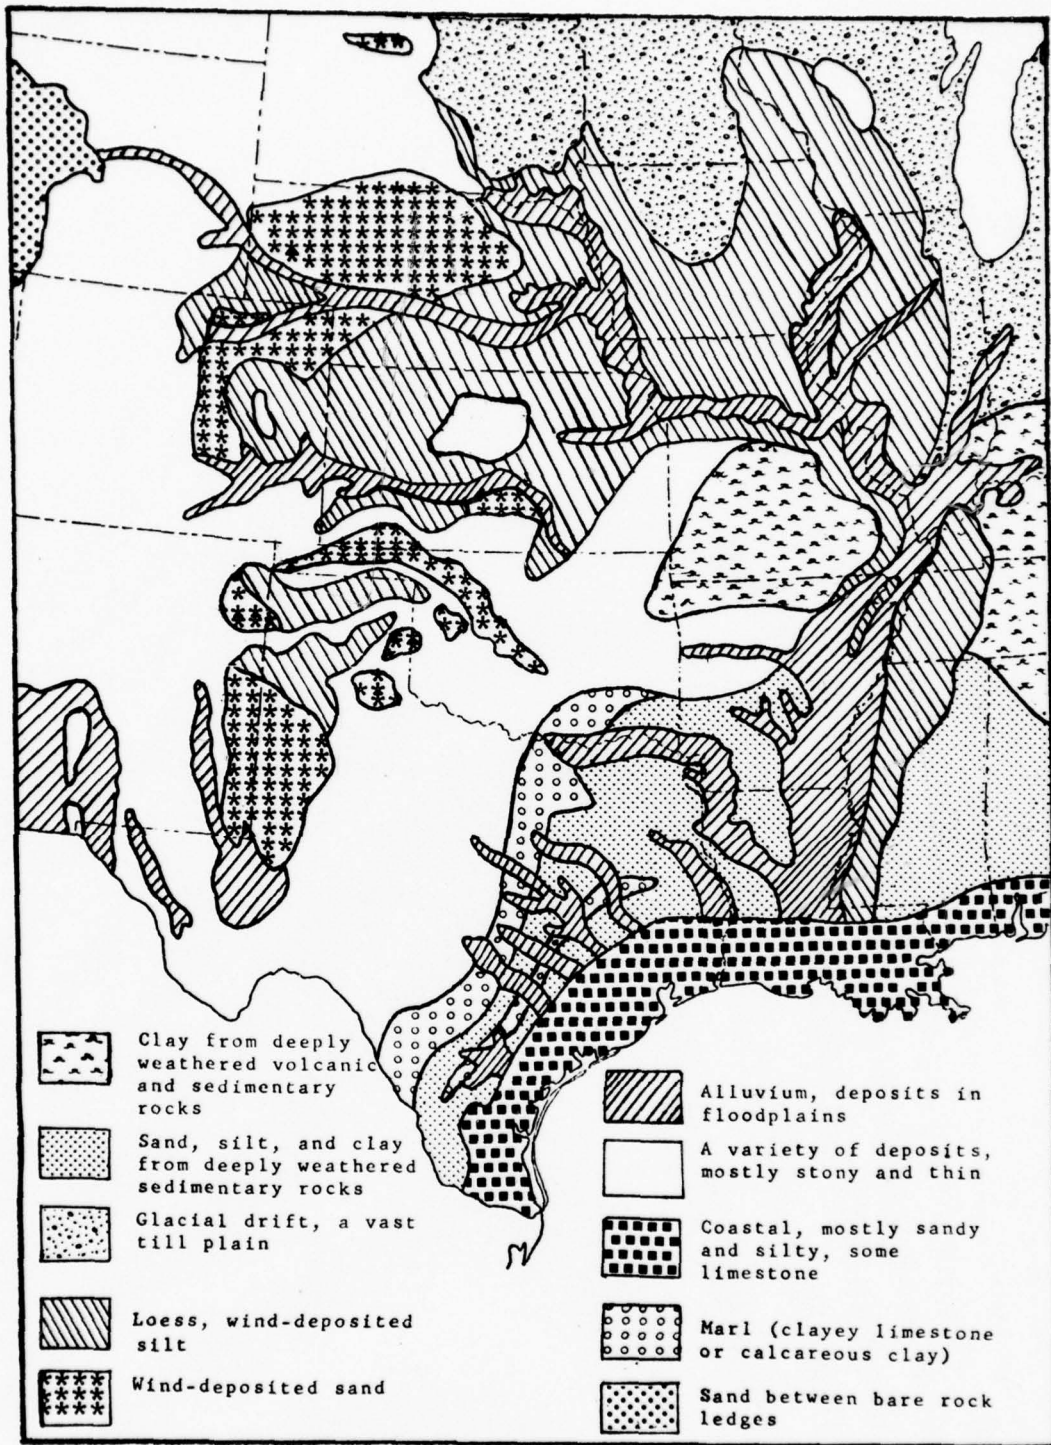 Clay from deeply
weathered volcanic
and sedimentary
rocks
Sand, silt, and clay
from deeply weathered
sedimentary rocks
Glacial drift, a vast
till plain
Loess, wind-deposited
silt
Wind-deposited sand
Alluvium, deposits in
floodplains
A variety of deposits,
mostly stony and thin
Coastal, mostly sandy
and silty, some
limestone
Marl (clayey limestone
or calcareous clay)
Sand between bare rock
ledges